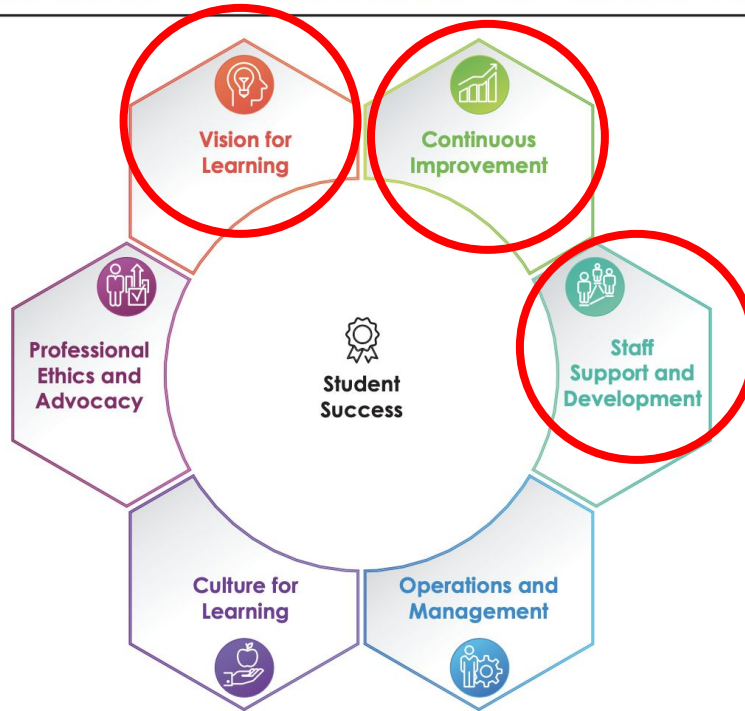 Vision for
Learning
Continuous
Improvement
Professional
Ethics and
Advocacy
Student
Success
Staff
Support and
Development
Culture for
Learning
Operations and
Management